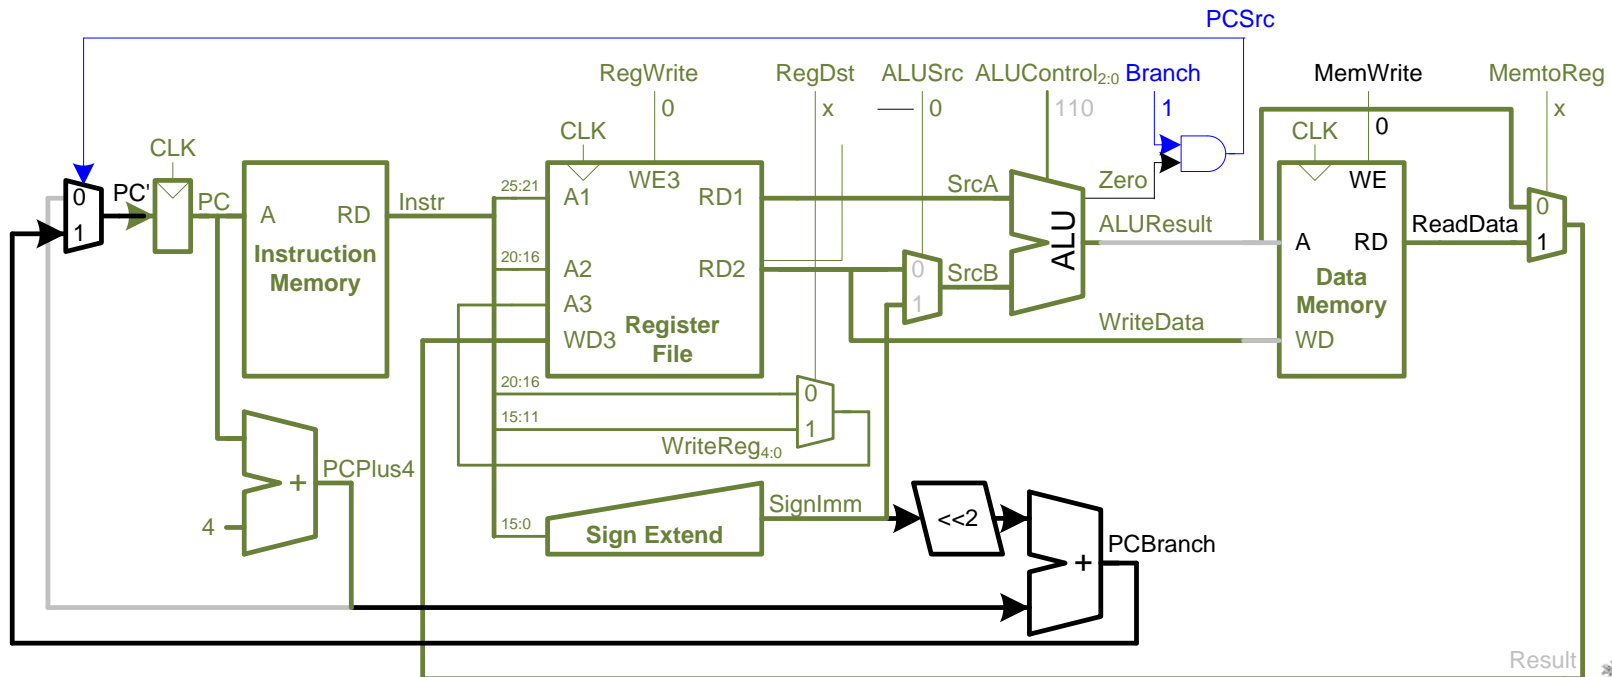 PCSrc
RegWrite
RegDst
ALUSrc
ALUControl2:0
Branch
MemWrite
MemtoReg
0
x
0
110
1
0
x
CLK
CLK
CLK
PC'
PC
0
1
A
RD
Instr
Instruction
Memory
25:21
20:16
A1
A2
A3
WD3
WE3
RD1
RD2
Register
File
SrcA
SrcB
0
1
ALU
Zero
ALUResult
WriteData
WE
A
RD
Data
Memory
WD
ReadData
0
1
20:16
15:11
0
1
WriteReg4:0
PCPlus4
+
4
15:0
Sign Extend
SignImm
<<2
+
PCBranch
Result